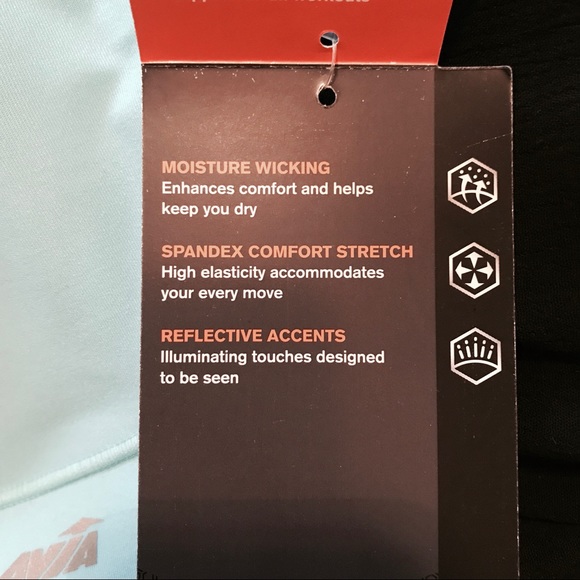 MOISTURE WICKING
Enhances comfort and helps
keep you dry
SPANDEX COMFORT STRETCH
High elasticity accommodates
your every move
REFLECTIVE ACCENTS
Illuminating touches designed
to be seen
AVIA